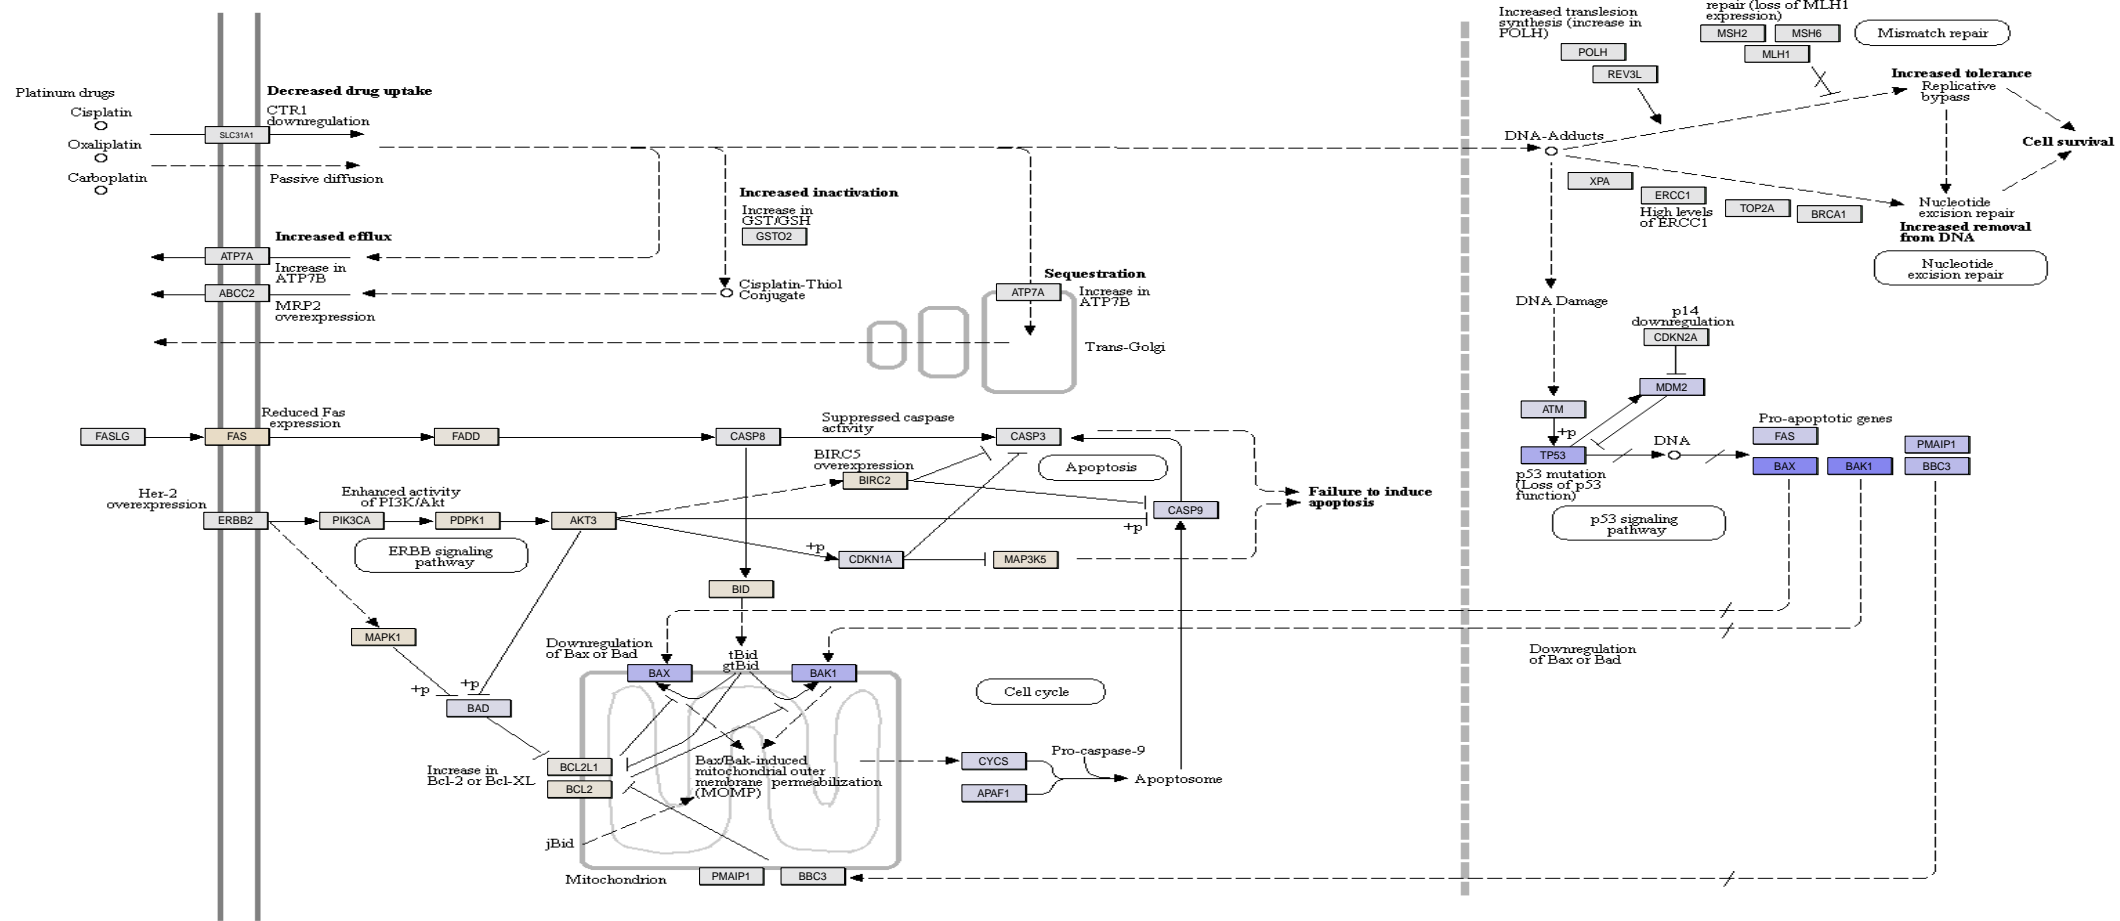 Increased translesion
synthesis (increase in
POLH)
POLH
REV3L
repair (loss of MLH1
expression)
MSH2
MSH6
MLH1
Mismatch repair
Increased tolerance
Replicative
bypass
Cell survival
Platinum drugs
Cisplatin
Oxaliplatin
Carboplatin
Decreased drug uptake
CTR1
downregulation
SLC31A1
Passive diffusion
DNA-Adducts
XPA
ERCC1
High levels
of ERCC1
TOP2A
BRCA1
Nucleotide
excision repair
Increased removal
from DNA
Nucleotide
excision repair
Increased inactivation
Increase in
GST/GSH
GSTO2
Increased efflux
ATP7A
Increase in
ATP7B
ABCC2
MRP2
overexpression
Cisplatin-Thiol
Conjugate
Sequestration
ATP7A
Increase in
ATP7B
Trans-Golgi
DNA Damage
p14
downregulation
CDKN2A
MDM2
ATM
+p
TP53
p53 mutation
(Loss of p53
function)
DNA
Pro-apoptotic genes
FAS
PMAIP1
BAX
BAK1
BBC3
p53 signaling
pathway
FASLG
FAS
Reduced Fas
expression
FADD
CASP8
Suppressed caspase
activity
CASP3
Apoptosis
BIRC5
overexpression
BIRC2
Failure to induce
apoptosis
Her-2
overexpression
ERBB2
Enhanced activity
of PI3K/Akt
PIK3CA
PDPK1
AKT3
CASP9
+p
ERBB signaling
pathway
+p
CDKN1A
MAP3K5
BID
MAPK1
Downregulation
of Bax or Bad
tBid
gtBid
BAX
BAK1
Downregulation
of Bax or Bad
+p
+p
BAD
Cell cycle
Increase in
Bcl-2 or Bcl-XL
BCL2L1
BCL2
Bax/Bak-induced
mitochondrial outer
membrane permeabilization
(MOMP)
CYCS
APAF1
Pro-caspase-9
Apoptosome
jBid
Mitochondrion
PMAIP1
BBC3